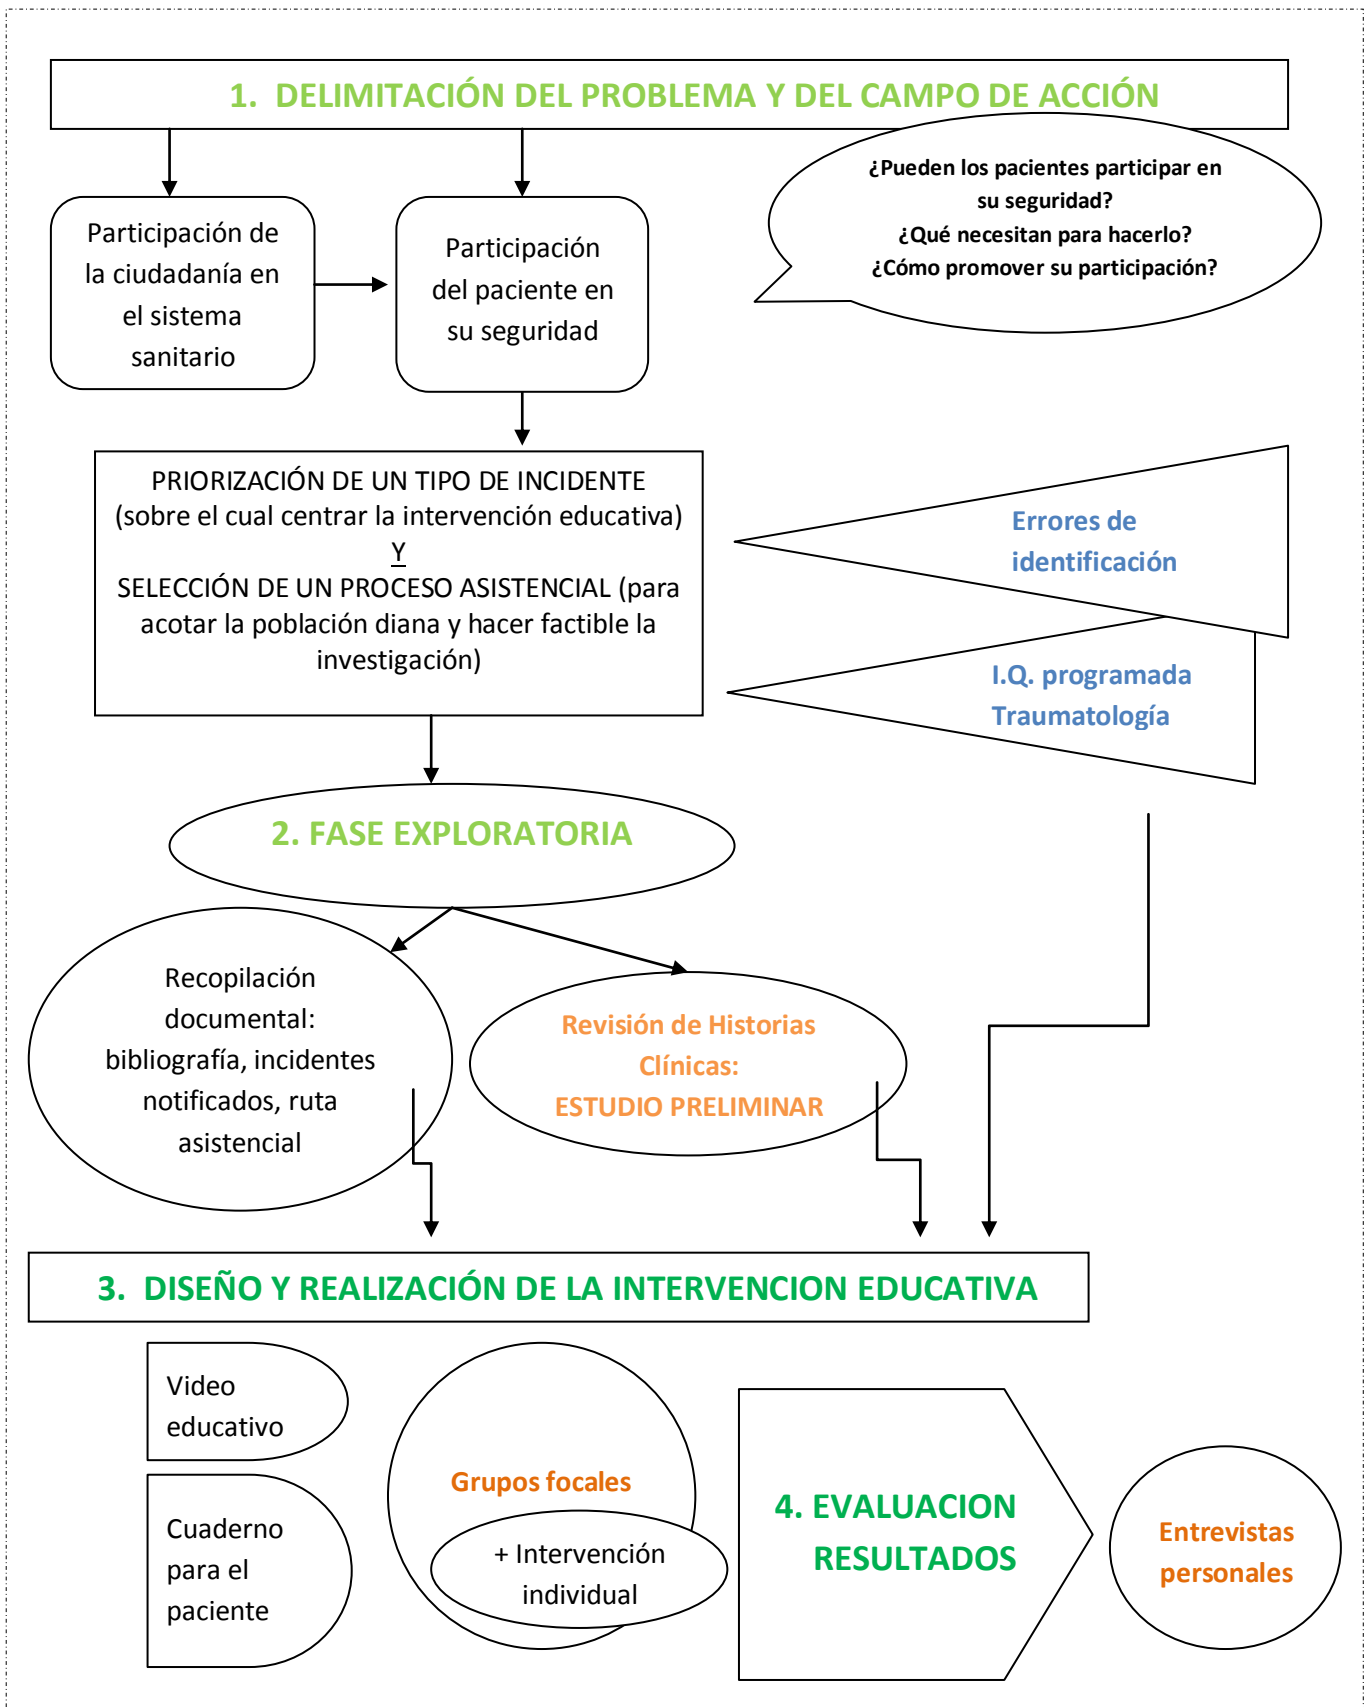 1. DELIMITACIÓN DEL PROBLEMA Y DEL CAMPO DE ACCIÓN
¿Pueden los pacientes participar en
su seguridad?
¿Qué necesitan para hacerlo?
¿Cómo promover su participación?
Participación de
la ciudadanía en
el sistema
sanitario
Participación
del paciente en
su seguridad
PRIORIZACIÓN DE UN TIPO DE INCIDENTE
(sobre el cual centrar la intervención educativa)
Y
SELECCIÓN DE UN PROCESO ASISTENCIAL (para
acotar la población diana y hacer factible la
investigación)
Errores de
identificación
I.Q. programada
Traumatología
2. FASE EXPLORATORIA
Recopilación
documental:
bibliografía, incidentes
notificados, ruta
asistencial
Revisión de Historias
Clínicas:
ESTUDIO PRELIMINAR
3. DISEÑO Y REALIZACIÓN DE LA INTERVENCION EDUCATIVA
Video
educativo
Cuaderno
para el
paciente
Grupos focales
+ Intervención
individual
4. EVALUACION
RESULTADOS
Entrevistas
personales